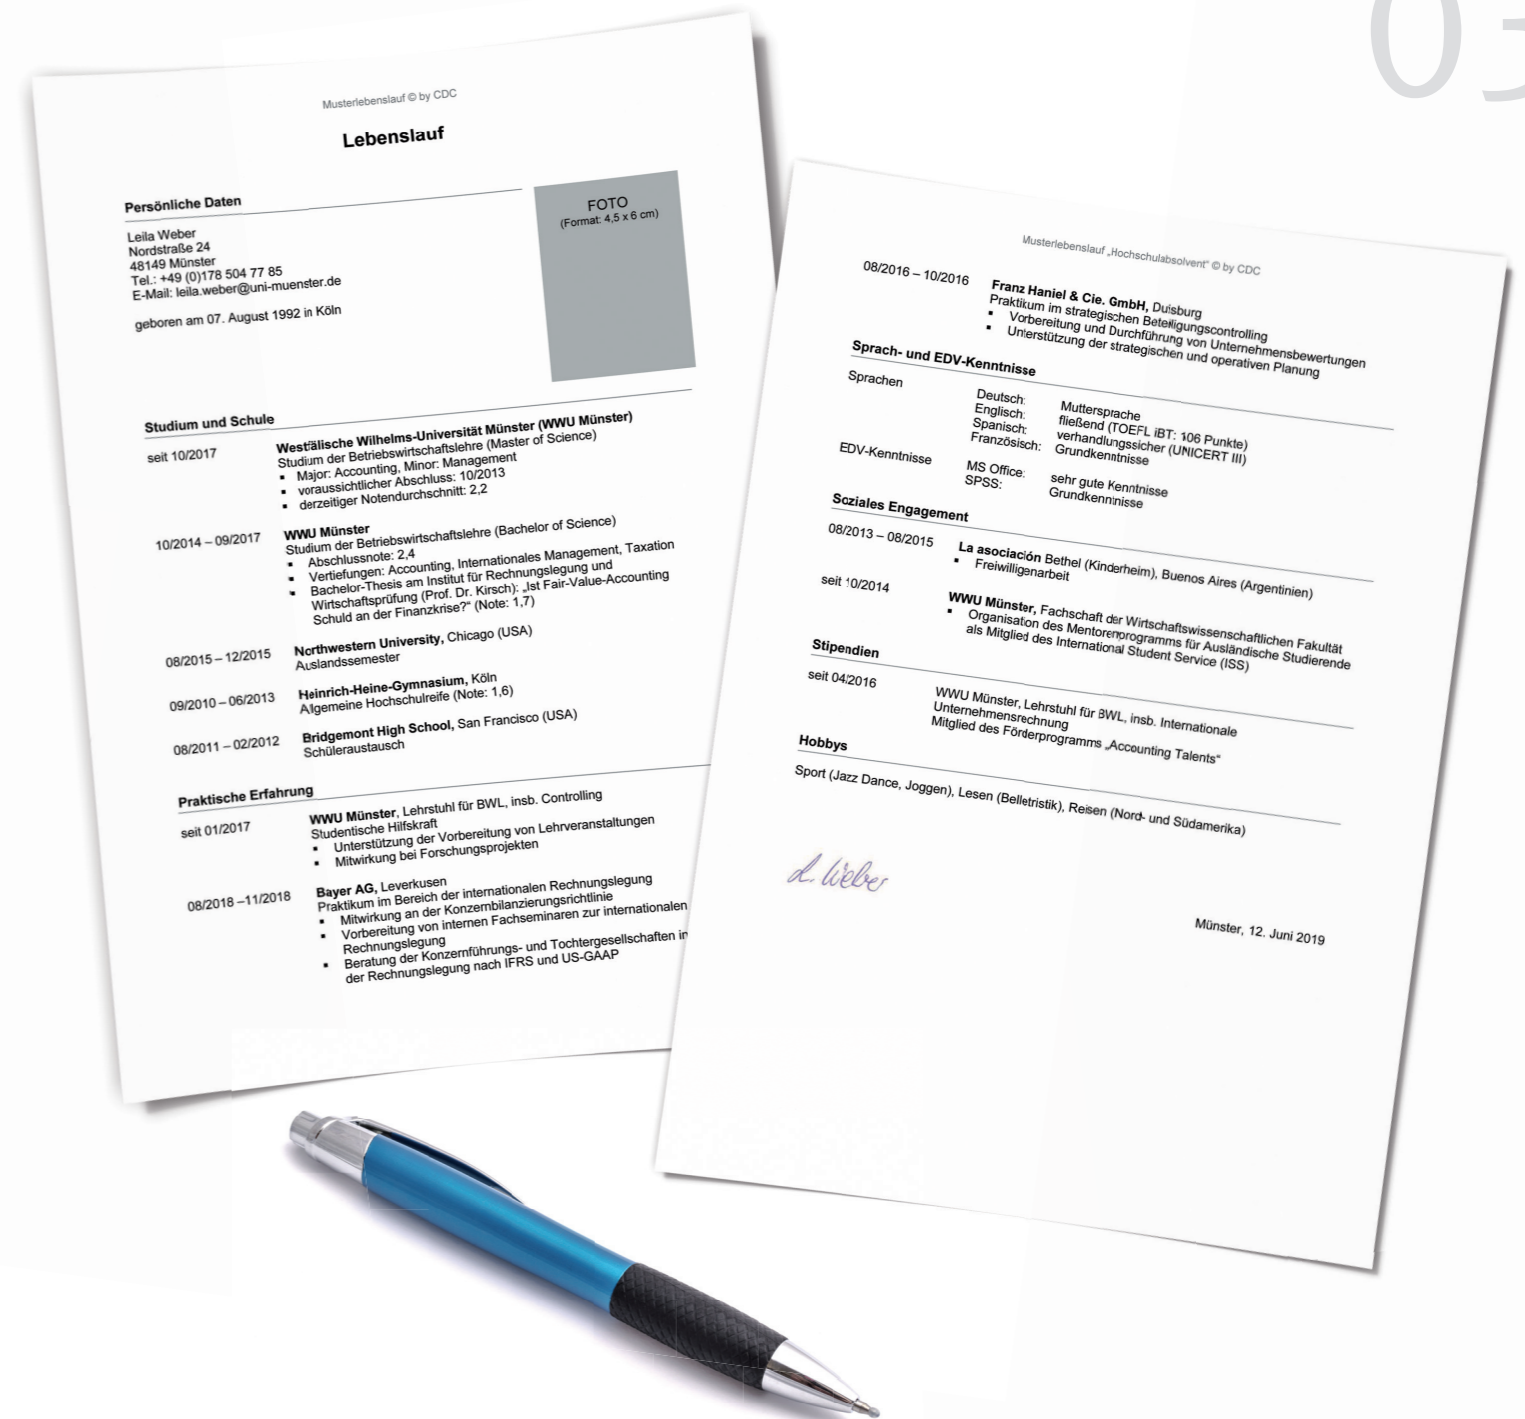 03
Musterlebenslauf © by CDC
Lebenslauf
Persönliche Daten
Leila Weber
Nordstraße 24
48149 Münster
Tel.: +49 (0)178 504 77 85
E-Mail: leila.weber@uni-muenster.de
geboren am 07. August 1992 in Köln
FOTO
(Format: 4,5 x 6 cm)
Studium und Schule
seit 10/2017 Westfälische Wilhelms-Universität Münster (WWU Münster)
Studium der Betriebswirtschaftslehre (Master of Science)
▪ Major: Accounting, Minor: Management
▪ voraussichtlicher Abschluss: 10/2013
▪ derzeitiger Notendurchschnitt: 2,2
10/2014 – 09/2017 WWU Münster
Studium der Betriebswirtschaftslehre (Bachelor of Science)
▪ Abschlussnote: 2,4
▪ Vertiefungen: Accounting, Internationales Management, Taxation
▪ Bachelor-Thesis am Institut für Rechnungslegung und
Wirtschaftsprüfung (Prof. Dr. Kirsch): „Ist Fair-Value-Accounting
Schuld an der Finanzkrise?“ (Note: 1,7)
08/2015 – 12/2015 Northwestern University, Chicago (USA)
Auslandssemester
09/2010 – 06/2013 Heinrich-Heine-Gymnasium, Köln
Allgemeine Hochschulreife (Note: 1,6)
08/2011 – 02/2012 Bridgemont High School, San Francisco (USA)
Schüleraustausch
Praktische Erfahrung
seit 01/2017 WWU Münster, Lehrstuhl für BWL, insb. Controlling
Studentische Hilfskraft
▪ Unterstützung der Vorbereitung von Lehrveranstaltungen
▪ Mitwirkung bei Forschungsprojekten
08/2018 –11/2018 Bayer AG, Leverkusen
Praktikum im Bereich der internationalen Rechnungslegung
▪ Mitwirkung an der Konzernbilanzierungsrichtlinie
▪ Vorbereitung von internen Fachseminaren zur internationalen
Rechnungslegung
▪ Beratung der Konzernführungs- und Tochtergesellschaften in
der Rechnungslegung nach IFRS und US-GAAP
Musterlebenslauf „Hochschulabsolvent“ © by CDC
08/2016 – 10/2016 Franz Haniel & Cie. GmbH, Duisburg
Praktikum im strategischen Beteiligungscontrolling
▪ Vorbereitung und Durchführung von Unternehmensbewertungen
▪ Unterstützung der strategischen und operativen Planung
Sprach- und EDV-Kenntnisse
Sprachen Deutsch: Muttersprache
Englisch: fließend (TOEFL iBT: 106 Punkte)
Spanisch: verhandlungssicher (UNICERT III)
Französisch: Grundkenntnisse
EDV-Kenntnisse MS Office: sehr gute Kenntnisse
SPSS: Grundkenntnisse
Soziales Engagement
08/2013 – 08/2015 La asociación Bethel (Kinderheim), Buenos Aires (Argentinien)
▪ Freiwilligenarbeit
seit 10/2014 WWU Münster, Fachschaft der Wirtschaftswissenschaftlichen Fakultät
▪ Organisation des Mentorenprogramms für Ausländische Studierende
als Mitglied des International Student Service (ISS)
Stipendien
seit 04/2016 WWU Münster, Lehrstuhl für BWL, insb. Internationale
Unternehmensrechnung
Mitglied des Förderprogramms „Accounting Talents“
Hobbys
Sport (Jazz Dance, Joggen), Lesen (Belletristik), Reisen (Nord- und Südamerika)
L. Weber
Münster, 12. Juni 2019